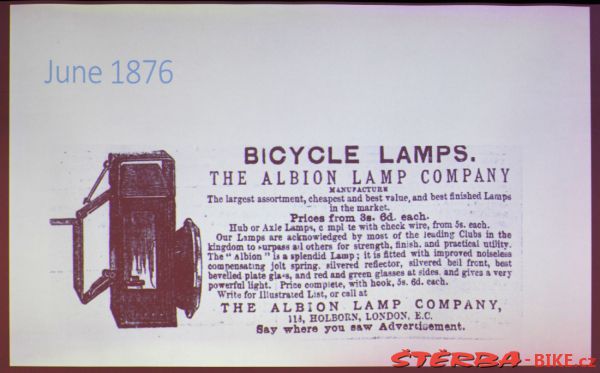 June 1876
BICYCLE LAMPS.
THE ALBION LAMP COMPANY
MANUFACTURE
The largest assortment, cheapest and best value, and best finished Lamps
in the market.
Prices from 3s. 6d. each.
Hub or Axle Lamps, c mpl te with check wire, from 5s. each.
Our Lamps are acknowledged by most of the leading Clubs in the
kingdom to surpass all others for strength, finish, and practical utility.
The "Albion" is a splendid Lamp; it is fitted with improved noiseless
compensating jolt spring, silvered reflector, silvered bell front, best
bevelled plate glass, and red and green glasses at sides, and gives a very
powerful light. Price complete, with hook, 5s. 6d. each.
Write for Illustrated List, or call at
THE ALBION LAMP COMPANY,
118, HOLBORN, LONDON, E.C.
Say where you saw Advertisement.
ŠTĚRBA-BIKE.cz